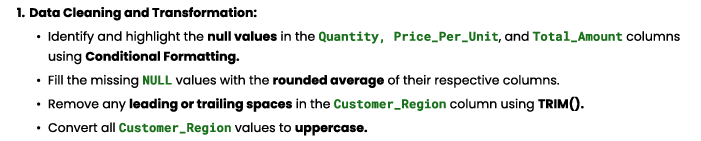 1. Data Cleaning and Transformation:
• Identify and highlight the null values in the Quantity, Price_Per_Unit, and Total_Amount columns
using Conditional Formatting.
• Fill the missing NULL values with the rounded average of their respective columns.
• Remove any leading or trailing spaces in the Customer_Region column using TRIM().
• Convert all Customer_Region values to uppercase.